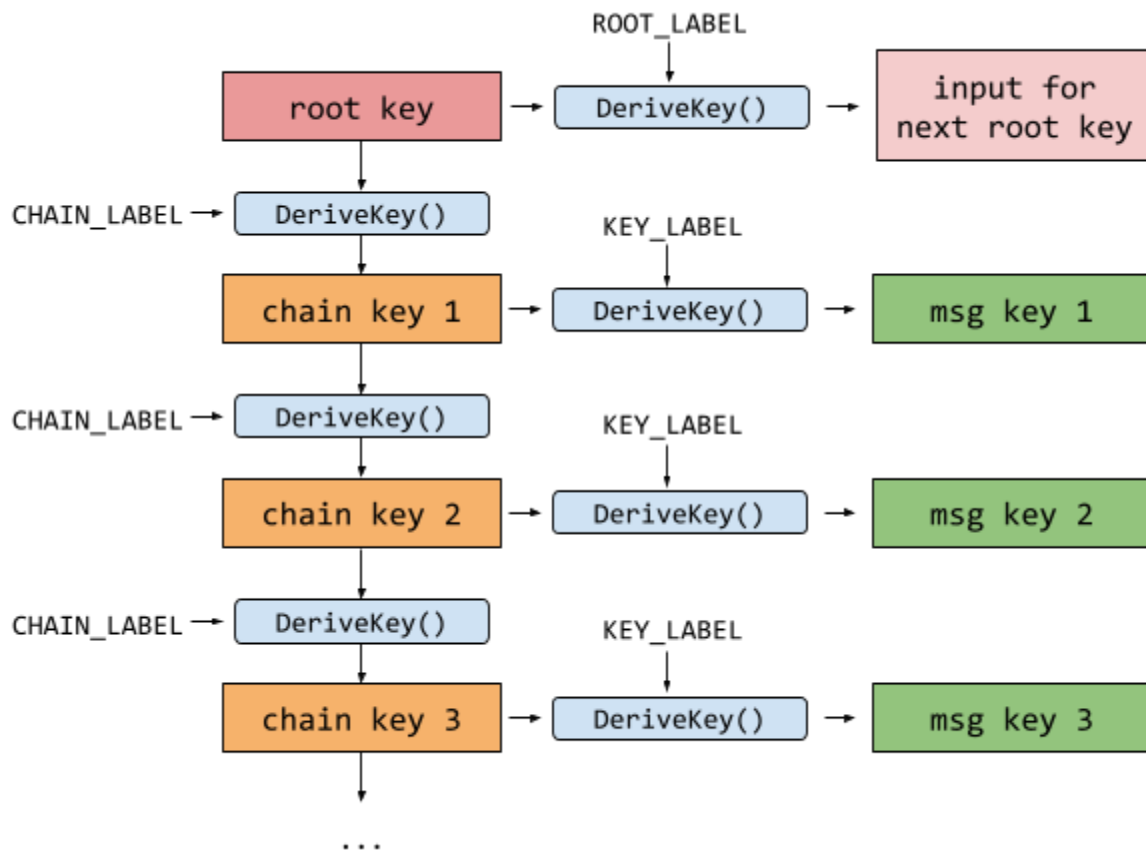 ROOT_LABEL
root key
DeriveKey()
input for
next root key
CHAIN_LABEL
DeriveKey()
KEY_LABEL
chain key 1
DeriveKey()
msg key 1
CHAIN_LABEL
DeriveKey()
KEY_LABEL
chain key 2
DeriveKey()
msg key 2
CHAIN_LABEL
DeriveKey()
KEY_LABEL
chain key 3
DeriveKey()
msg key 3
...